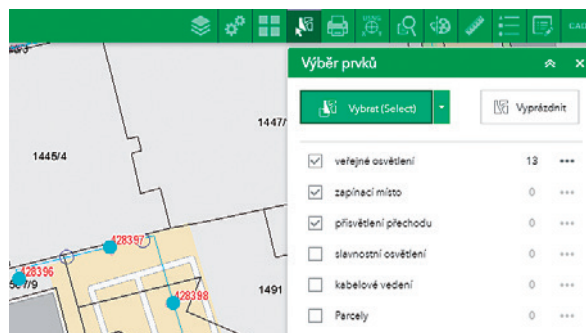 CAD
Výběr prvků
Vybrat (Select)
Vyprázdnit
1447/
1445/4
veřejné osvětlení 13
zapínací místo 0
přisvětlení přechodu 0
428397
slavnostní osvětlení 0
428396
kabelové vedení 0
1491
428398
Parcely 0